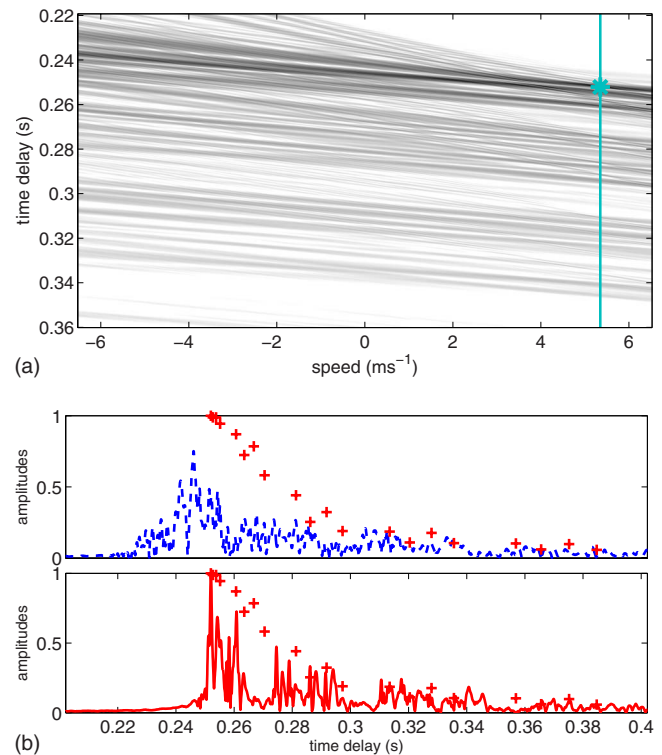 0.22
0.24
0.26
0.28
0.3
0.32
0.34
0.36
time delay (s)
−6 −4 −2 0 2 4 6
speed (ms⁻¹)
(a)
1
0.5
0
amplitudes
1
0.5
0
amplitudes
0.22 0.24 0.26 0.28 0.3 0.32 0.34 0.36 0.38 0.4
time delay (s)
(b)